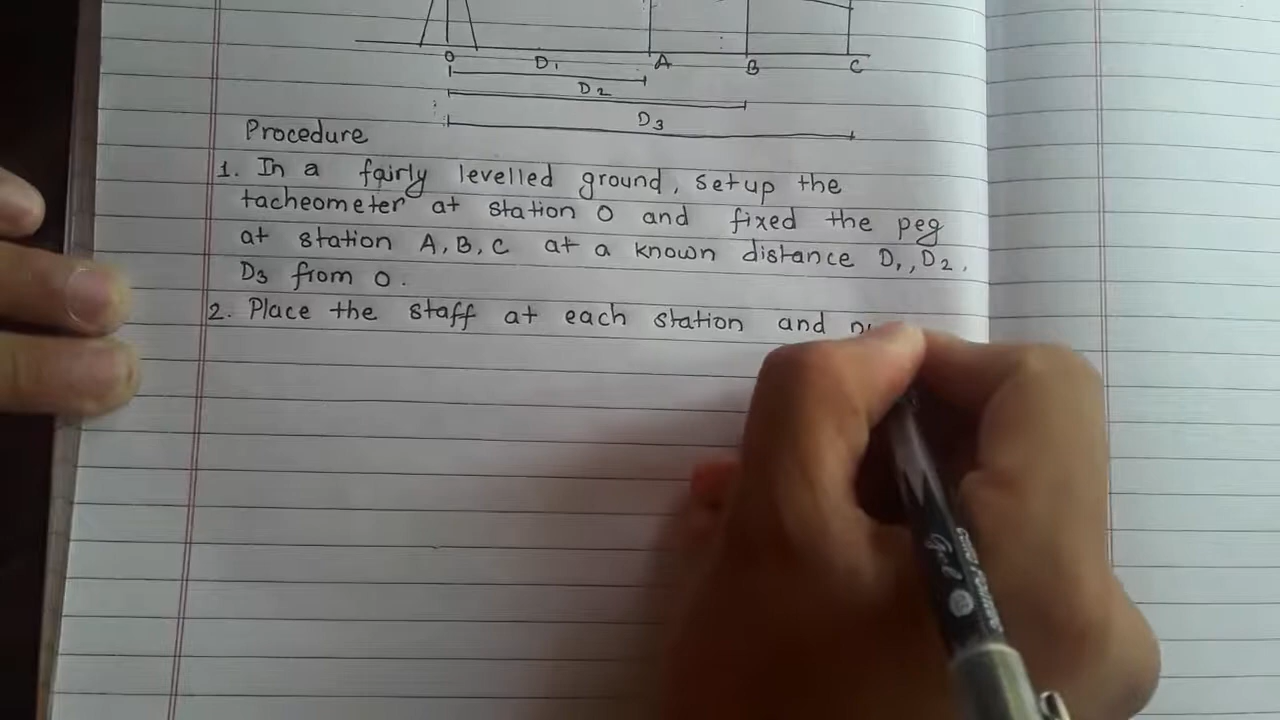 O D1 A B C
D2
D3
Procedure
1. In a fairly levelled ground, setup the
tacheometer at station O and fixed the peg
at station A, B, C at a known distance D1, D2,
D3 from O.
2. Place the staff at each station and
Gel